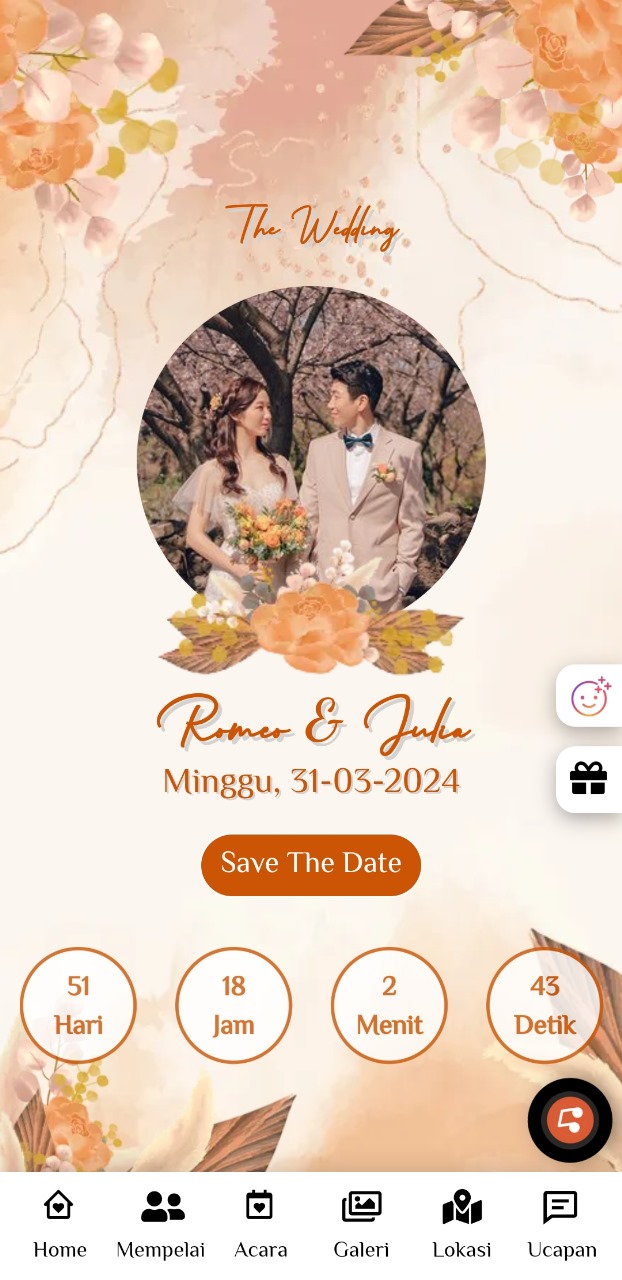 The Wedding
Romeo & Julia
Minggu, 31-03-2024
Save The Date
51 18 2 43
Hari Jam Menit Detik
Home Mempelai Acara Galeri Lokasi Ucapan